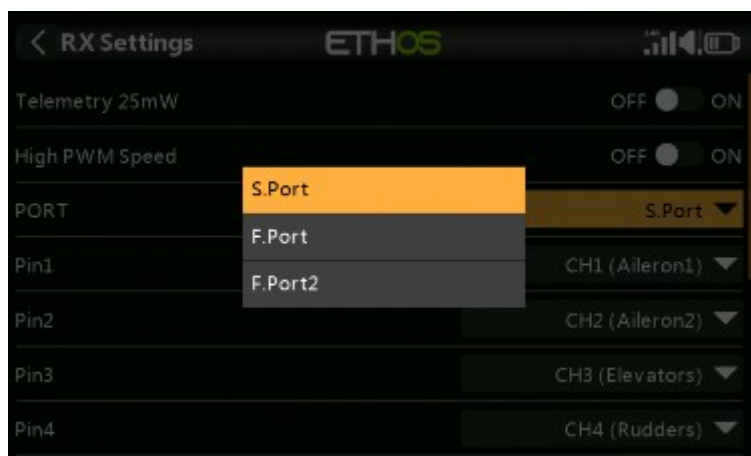 RX Settings ETHOS
Telemetry 25mW OFF ON
High PWM Speed OFF ON
PORT S.Port
S.Port
F.Port
F.Port2
Pin1 CH1 (Aileron1)
Pin2 CH2 (Aileron2)
Pin3 CH3 (Elevators)
Pin4 CH4 (Rudders)